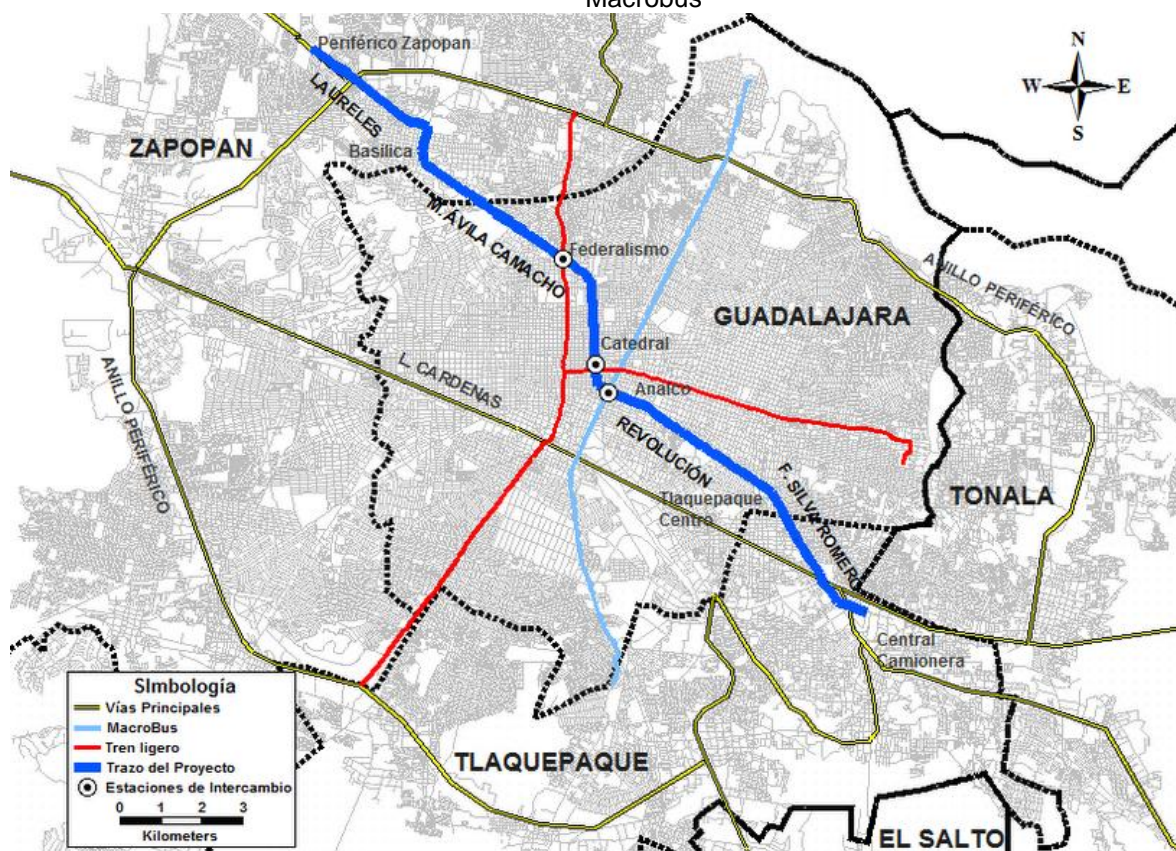 Macrobus
Periférico Zapopan
N
W
E
S
LAURELES
ZAPOPAN
Basilica
M. ÁVILA CAMACHO
Federalismo
ANILLO PERIFÉRICO
GUADALAJARA
Catedral
L. CARDENAS
ANILLO PERIFÉRICO
Analco
REVOLUCIÓN
F. SILVA ROMERO
Tlaquepaque
Centro
TONALA
Central
Camionera
TLAQUEPAQUE
EL SALTO
SImbología
Vías Principales
MacroBus
Tren ligero
Trazo del Proyecto
Estaciones de Intercambio
0 1 2 3
Kilometers